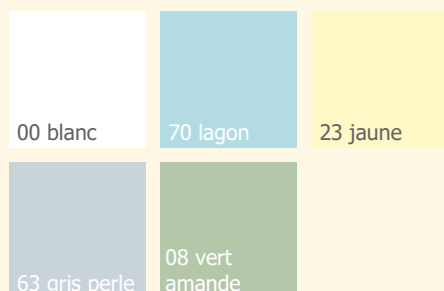 00 blanc
70 lagon
23 jaune
63 gris perle
08 vert
amande